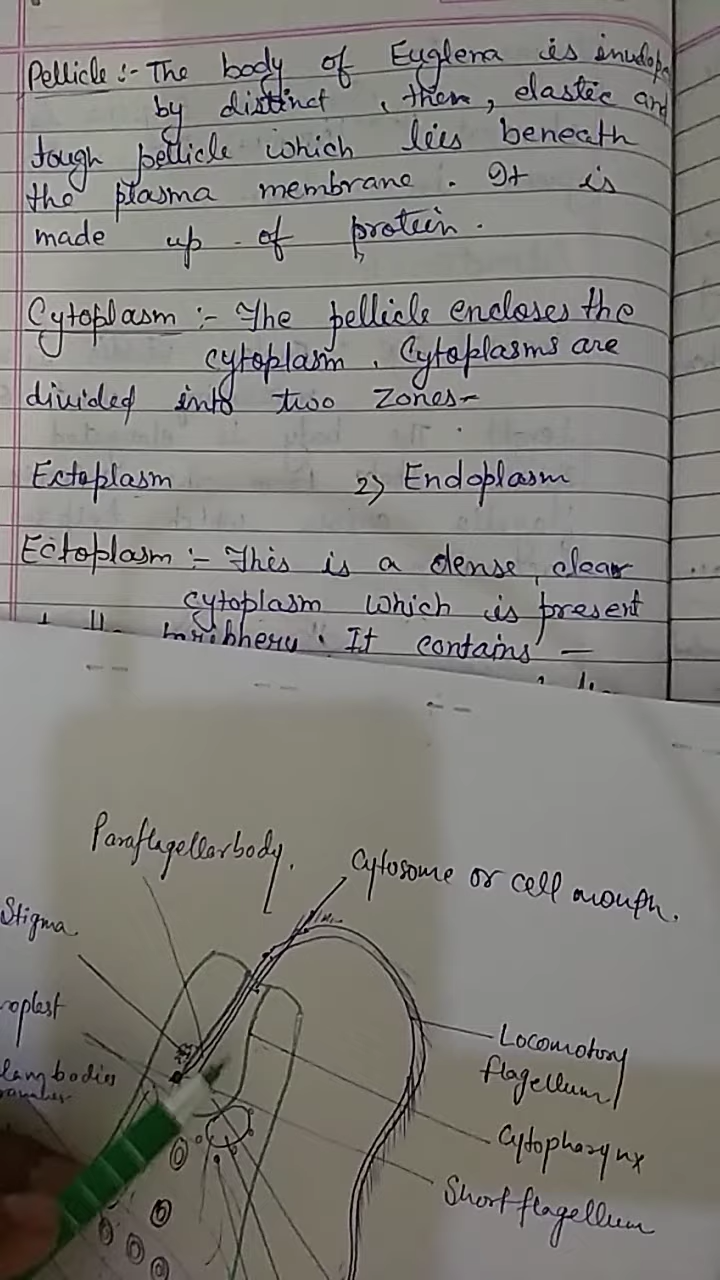 Pellicle :- The body of Euglena is
by distinct, then, elastic and
tough pellicle which lies beneath
the plasma membrane. It is
made up of protein.
Cytoplasm :- The pellicle encloses the
cytoplasm. Cytoplasms are
divided into two zones-
Ectoplasm 2) Endoplasm
Ectoplasm :- This is a dense, clear
cytoplasm which is present
It contains —
Paraflagellar body.
Cytosome or cell mouth.
Stigma
Locomotory
flagellum
bodies
Cytopharynx
Short flagellum